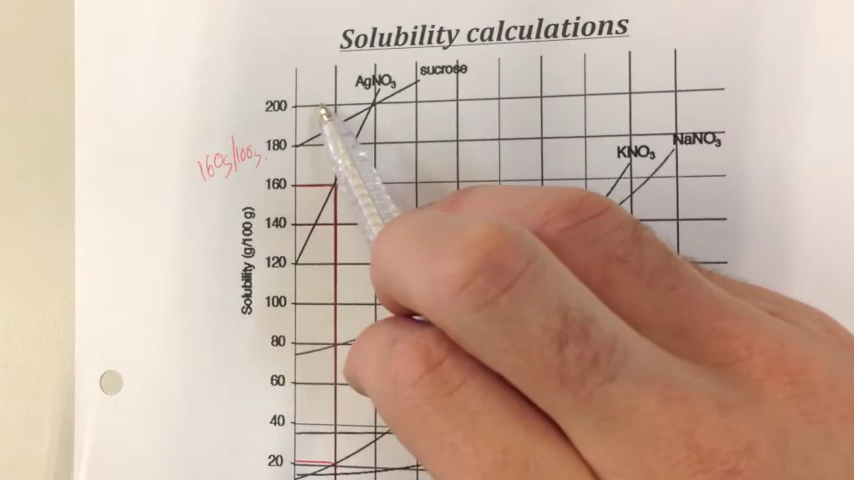 Solubility calculations
AgNO3
sucrose
200
180
160g/100g.
KNO3
NaNO3
160
140
120
100
80
60
40
20
Solubility (g/100 g)